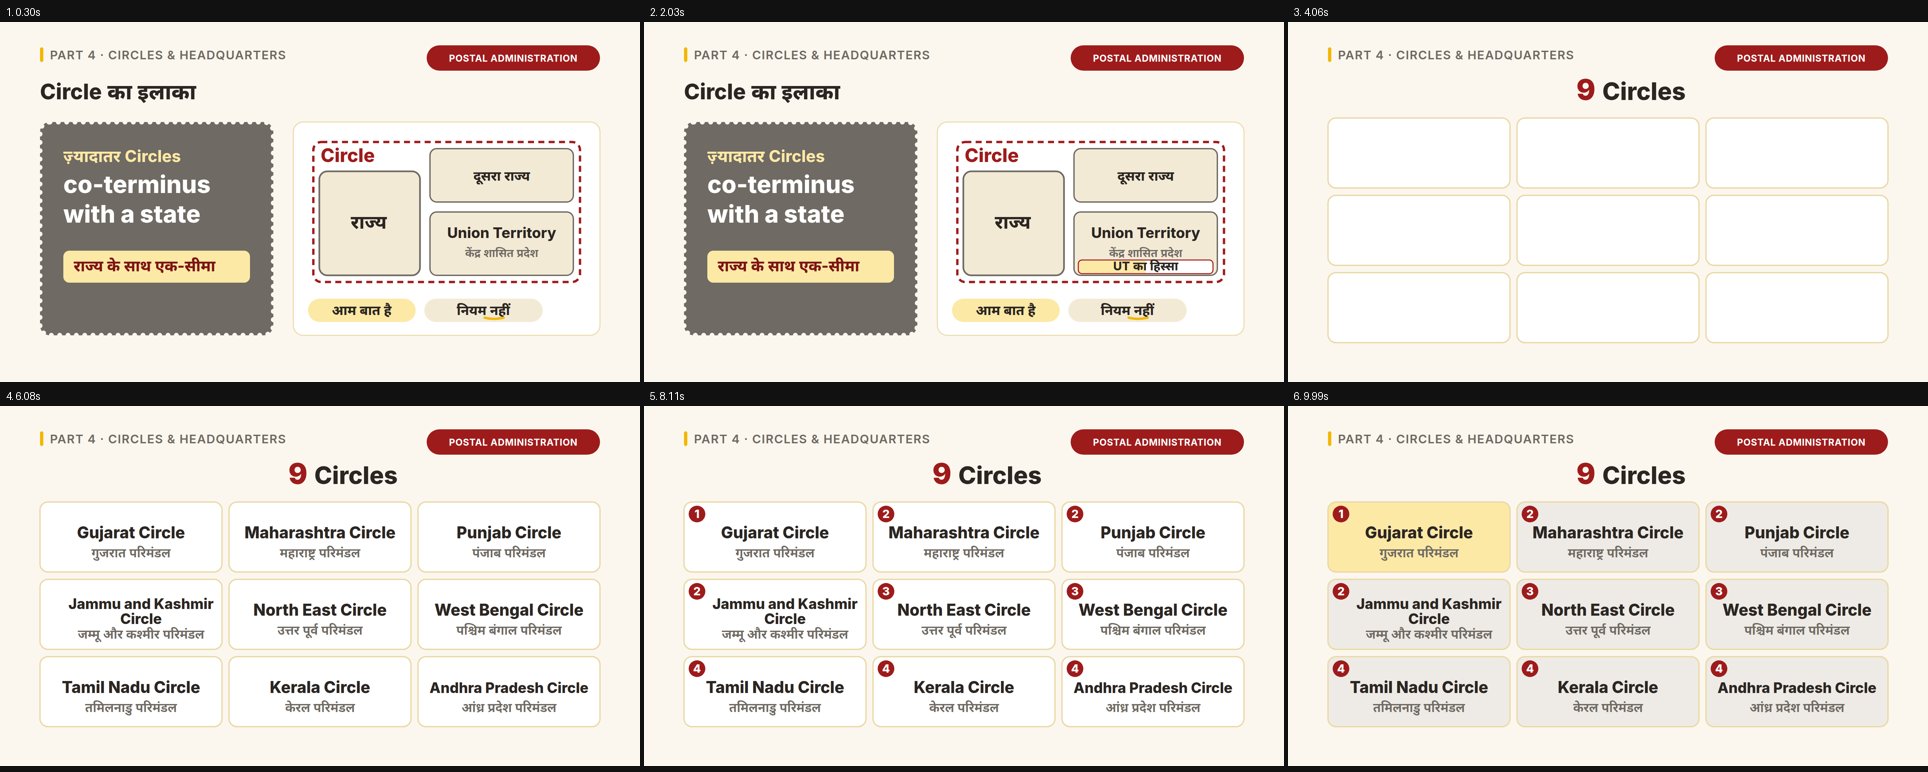 1. 0.30s
PART 4 · CIRCLES & HEADQUARTERS
POSTAL ADMINISTRATION
Circle का इलाका
ज़्यादातर Circles
co-terminus
with a state
राज्य के साथ एक-सीमा
Circle
राज्य
दूसरा राज्य
Union Territory
केंद्र शासित प्रदेश
आम बात है
नियम नहीं
2. 2.03s
PART 4 · CIRCLES & HEADQUARTERS
POSTAL ADMINISTRATION
Circle का इलाका
ज़्यादातर Circles
co-terminus
with a state
राज्य के साथ एक-सीमा
Circle
राज्य
दूसरा राज्य
Union Territory
केंद्र शासित प्रदेश
UT का हिस्सा
आम बात है
नियम नहीं
3. 4.06s
PART 4 · CIRCLES & HEADQUARTERS
POSTAL ADMINISTRATION
9 Circles
4. 6.08s
PART 4 · CIRCLES & HEADQUARTERS
POSTAL ADMINISTRATION
9 Circles
Gujarat Circle
गुजरात परिमंडल
Maharashtra Circle
महाराष्ट्र परिमंडल
Punjab Circle
पंजाब परिमंडल
Jammu and Kashmir
Circle
जम्मू और कश्मीर परिमंडल
North East Circle
उत्तर पूर्व परिमंडल
West Bengal Circle
पश्चिम बंगाल परिमंडल
Tamil Nadu Circle
तमिलनाडु परिमंडल
Kerala Circle
केरल परिमंडल
Andhra Pradesh Circle
आंध्र प्रदेश परिमंडल
5. 8.11s
PART 4 · CIRCLES & HEADQUARTERS
POSTAL ADMINISTRATION
9 Circles
1
Gujarat Circle
गुजरात परिमंडल
2
Maharashtra Circle
महाराष्ट्र परिमंडल
2
Punjab Circle
पंजाब परिमंडल
2
Jammu and Kashmir
Circle
जम्मू और कश्मीर परिमंडल
3
North East Circle
उत्तर पूर्व परिमंडल
3
West Bengal Circle
पश्चिम बंगाल परिमंडल
4
Tamil Nadu Circle
तमिलनाडु परिमंडल
4
Kerala Circle
केरल परिमंडल
4
Andhra Pradesh Circle
आंध्र प्रदेश परिमंडल
6. 9.99s
PART 4 · CIRCLES & HEADQUARTERS
POSTAL ADMINISTRATION
9 Circles
1
Gujarat Circle
गुजरात परिमंडल
2
Maharashtra Circle
महाराष्ट्र परिमंडल
2
Punjab Circle
पंजाब परिमंडल
2
Jammu and Kashmir
Circle
जम्मू और कश्मीर परिमंडल
3
North East Circle
उत्तर पूर्व परिमंडल
3
West Bengal Circle
पश्चिम बंगाल परिमंडल
4
Tamil Nadu Circle
तमिलनाडु परिमंडल
4
Kerala Circle
केरल परिमंडल
4
Andhra Pradesh Circle
आंध्र प्रदेश परिमंडल